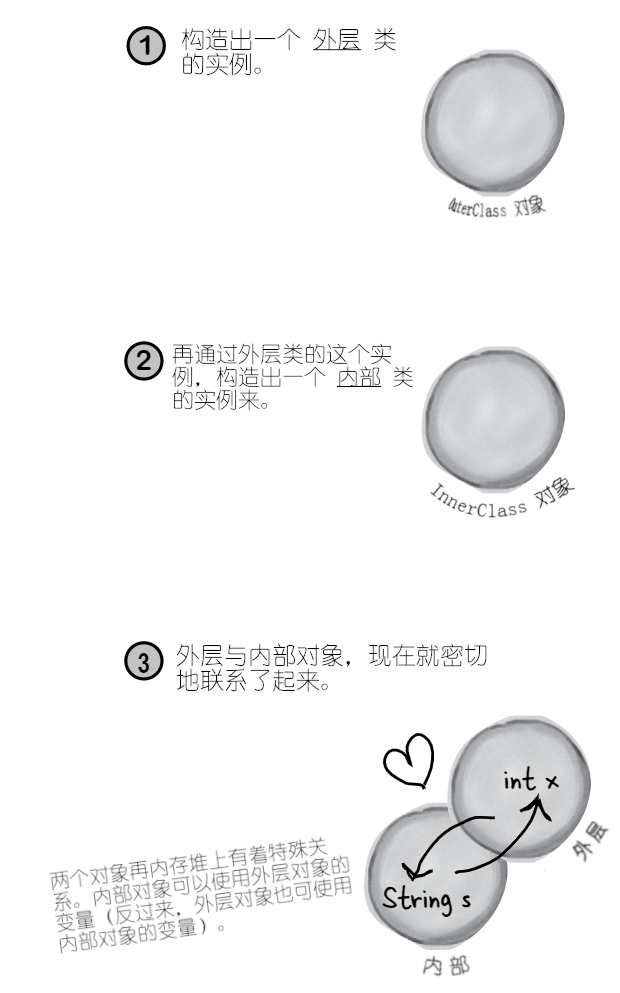 1
构造出一个 外层 类
的实例。
OuterClass 对象
2
再通过外层类的这个实
例，构造出一个 内部 类
的实例来。
InnerClass 对象
3
外层与内部对象，现在就密切
地联系了起来。
int x
外层
两个对象再内存堆上有着特殊关
系。内部对象可以使用外层对象的
变量（反过来，外层对象也可使用
内部对象的变量）。
String s
内部